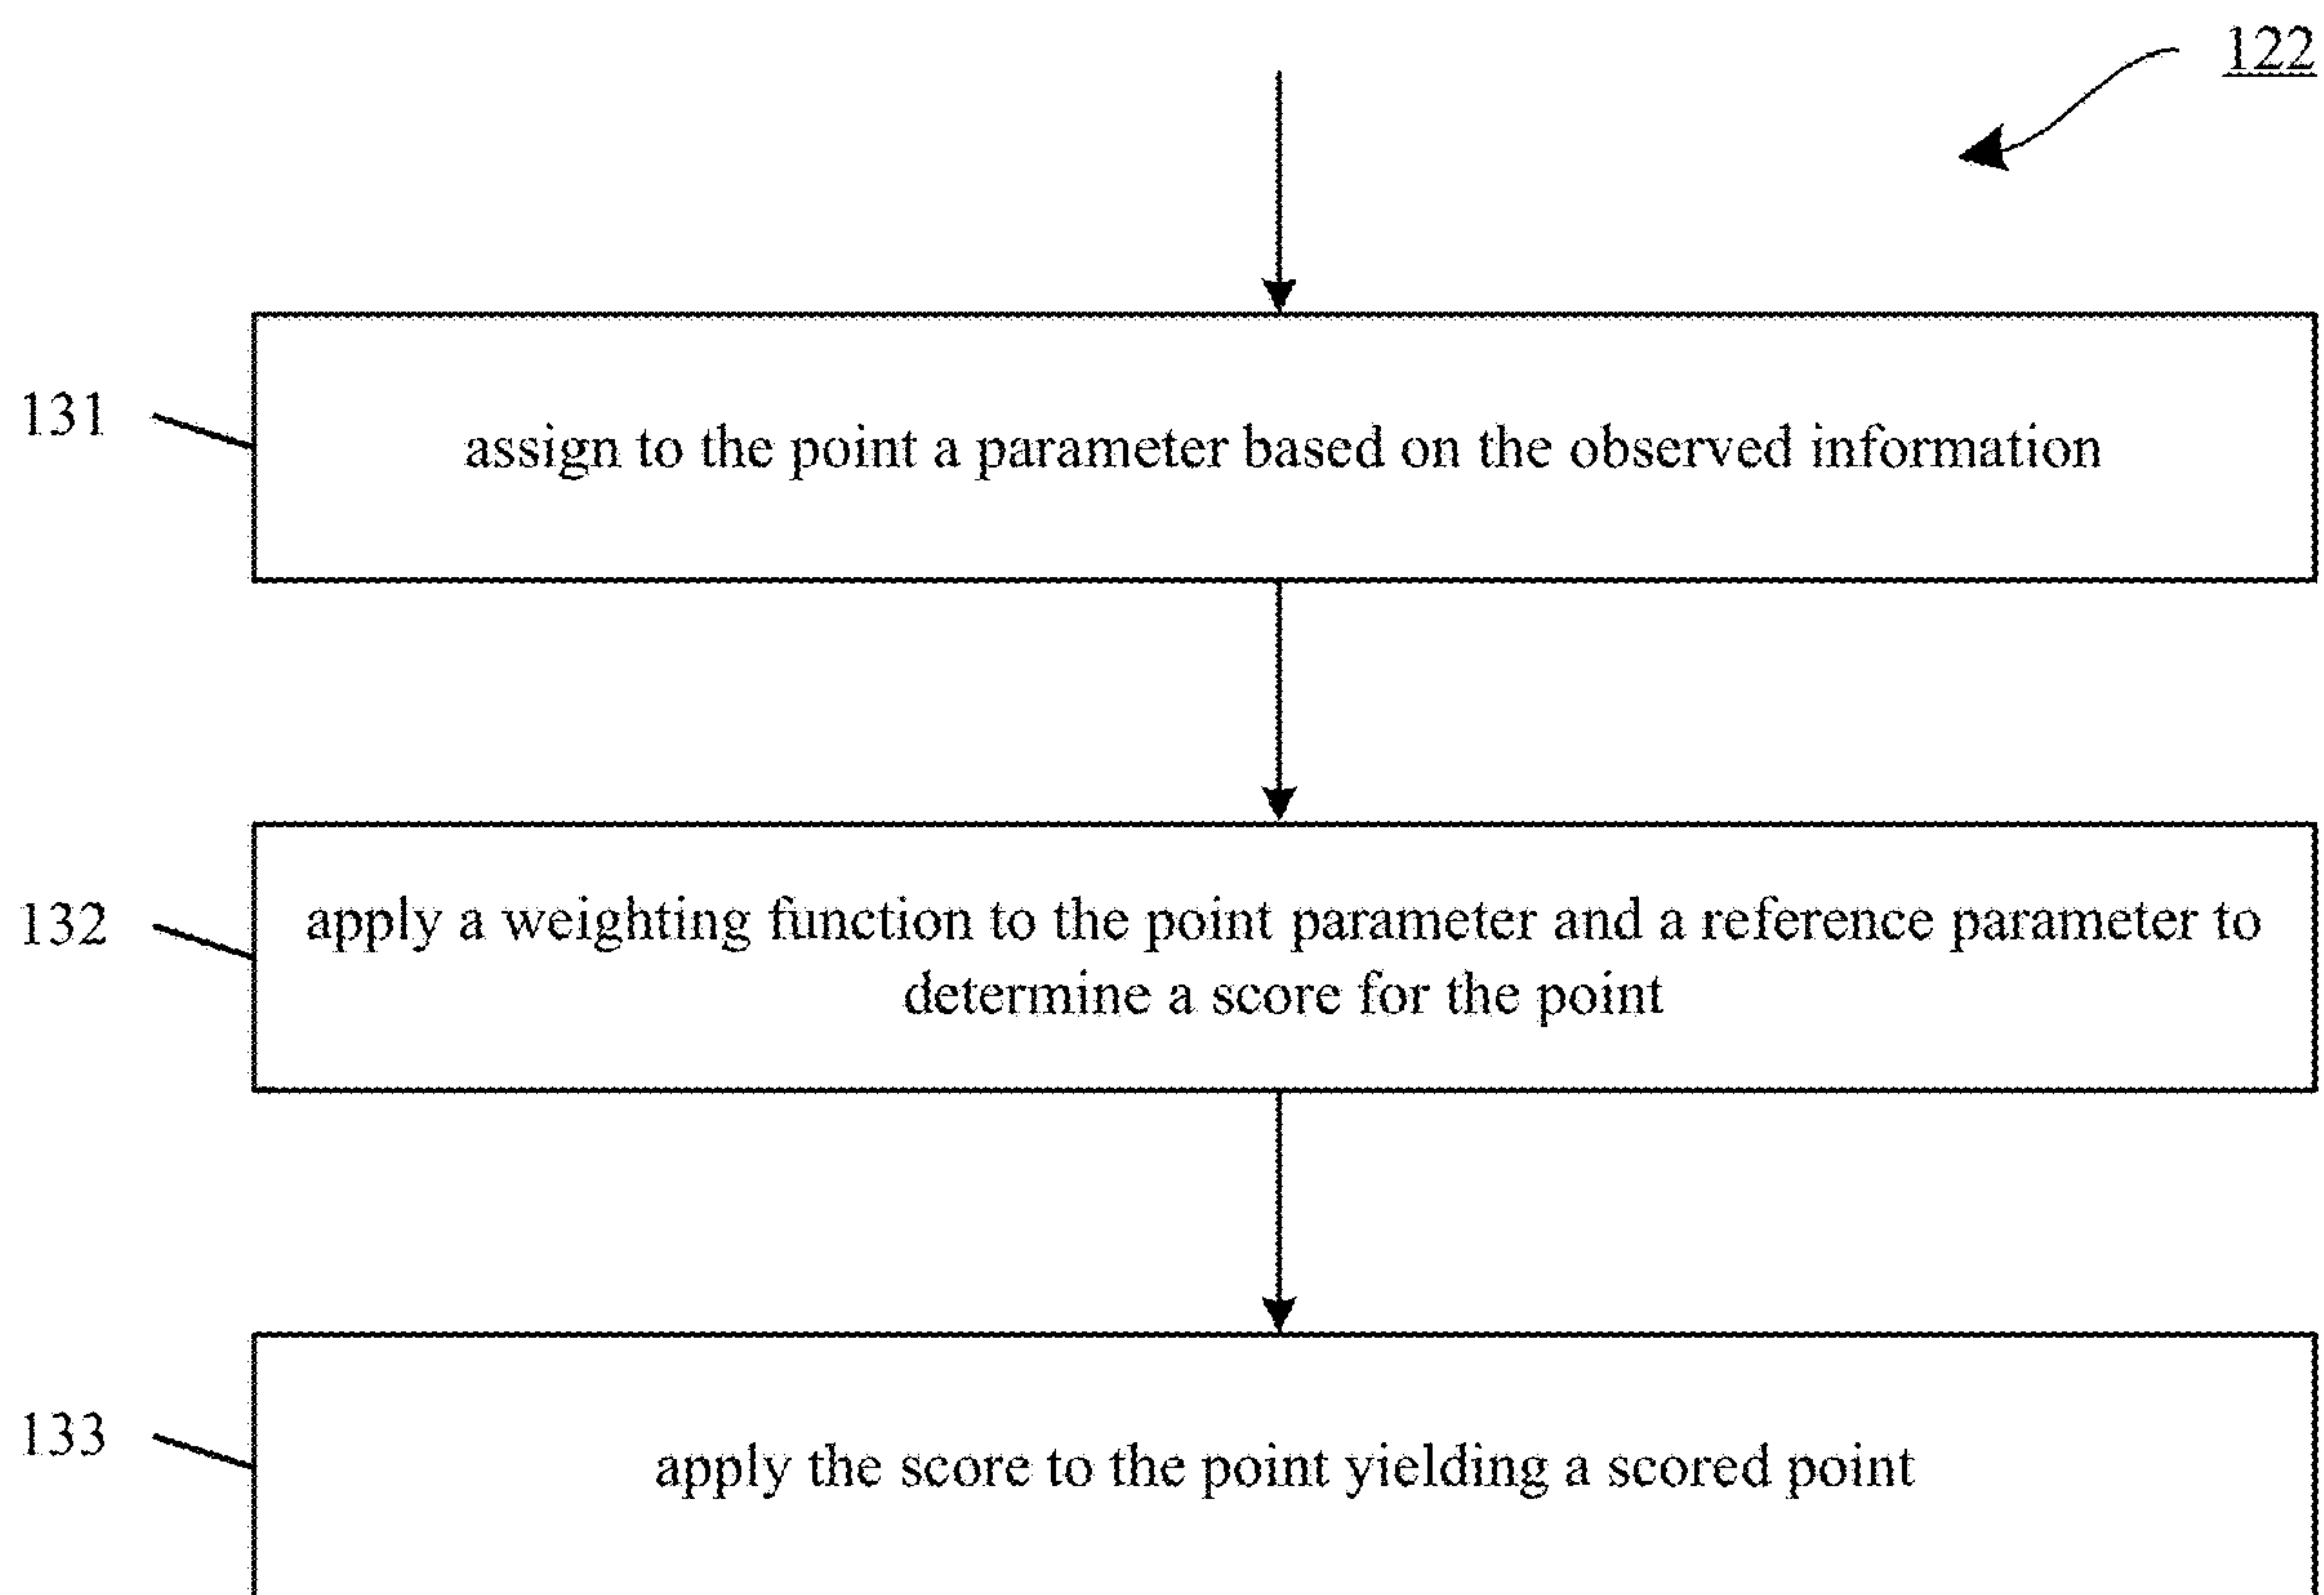 122
131
assign to the point a parameter based on the observed information
132
apply a weighting function to the point parameter and a reference parameter to
determine a score for the point
133
apply the score to the point yielding a scored point